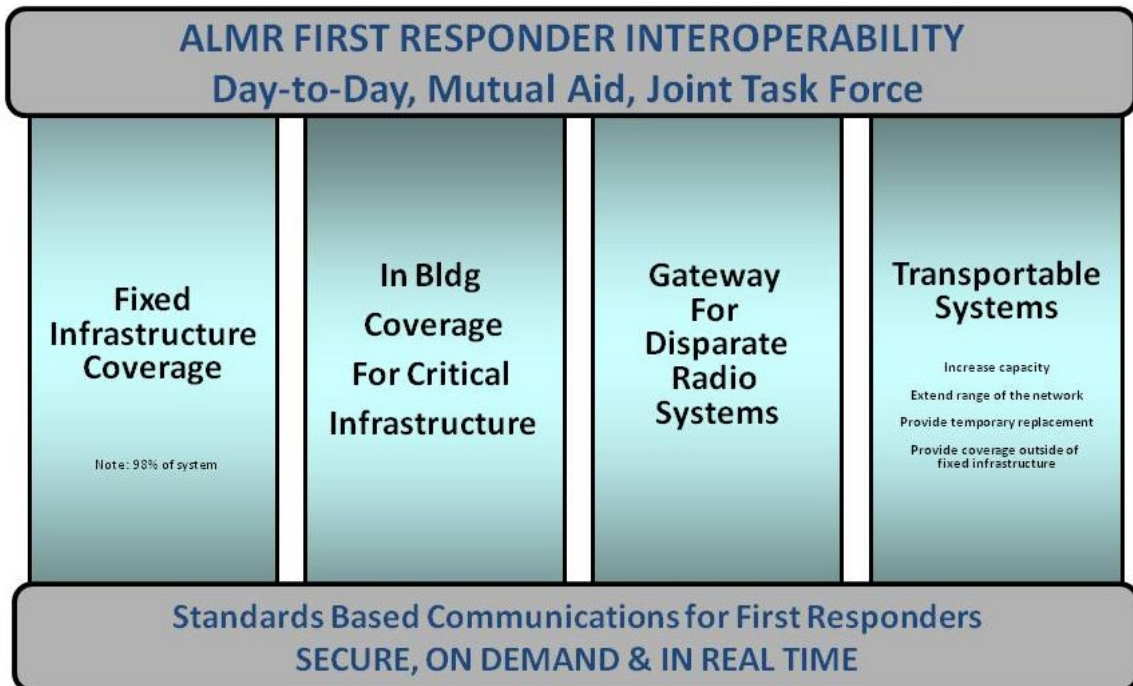 ALMR FIRST RESPONDER INTEROPERABILITY
Day-to-Day, Mutual Aid, Joint Task Force
Fixed
Infrastructure
Coverage
Note: 98% of system
In Bldg
Coverage
For Critical
Infrastructure
Gateway
For
Disparate
Radio
Systems
Transportable
Systems
Increase capacity
Extend range of the network
Provide temporary replacement
Provide coverage outside of
fixed infrastructure
Standards Based Communications for First Responders
SECURE, ON DEMAND & IN REAL TIME